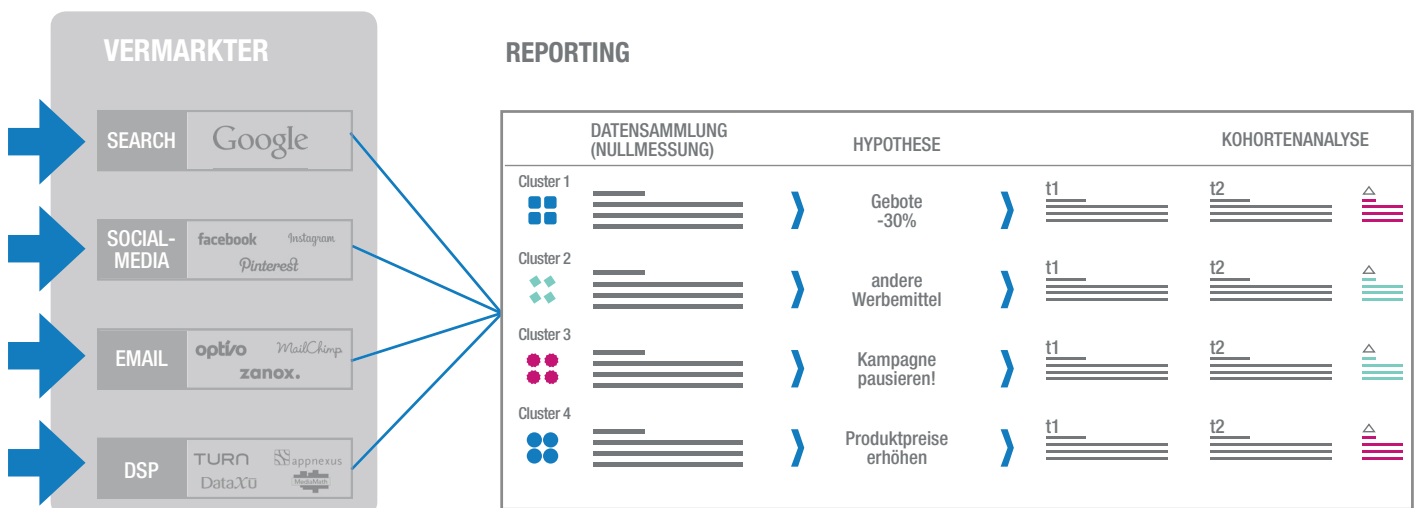 VERMARKTER
SEARCH
Google
SOCIAL-
MEDIA
facebook
Instagram
Pinterest
EMAIL
optivo
MailChimp
zanox.
DSP
TURN
appnexus
DataXū
MediaMath
REPORTING
DATENSAMMLUNG
(NULLMESSUNG)
HYPOTHESE
KOHORTENANALYSE
Cluster 1
Gebote
-30%
t1
t2
Cluster 2
andere
Werbemittel
t1
t2
Cluster 3
Kampagne
pausieren!
t1
t2
Cluster 4
Produktpreise
erhöhen
t1
t2